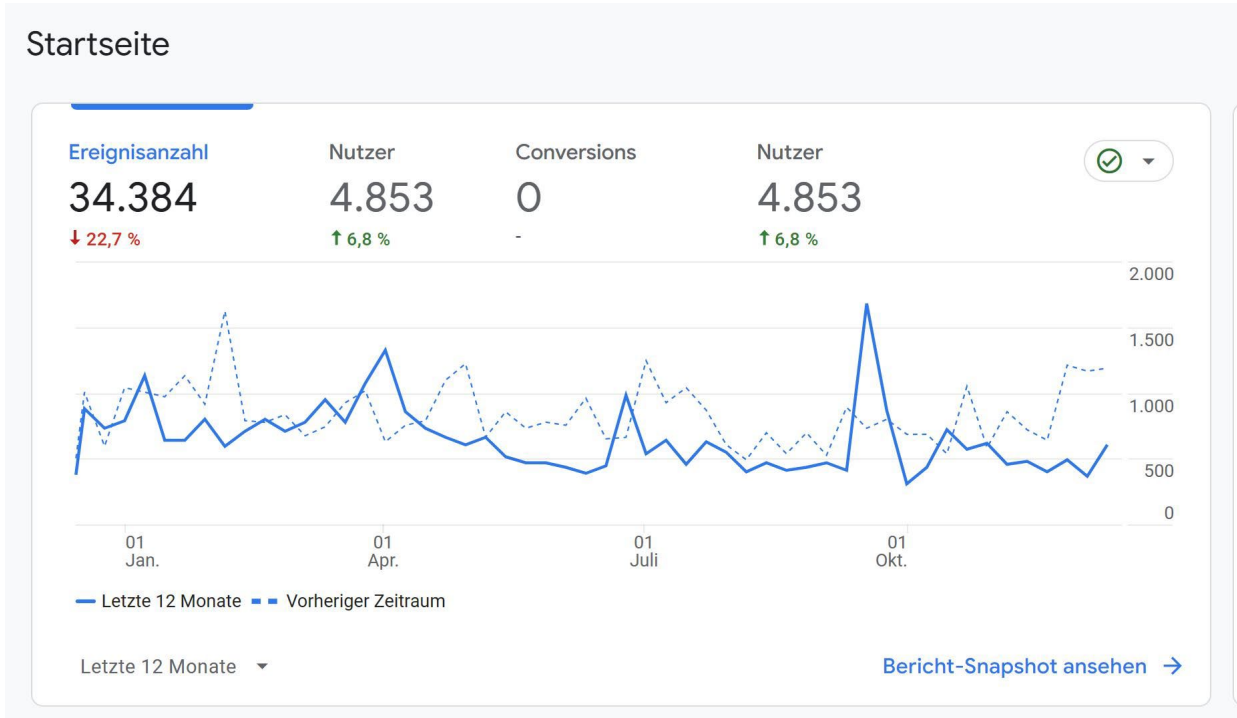 Startseite
Ereignisanzahl
34.384
↓ 22,7 %
Nutzer
4.853
↑ 6,8 %
Conversions
0
-
Nutzer
4.853
↑ 6,8 %
2.000
1.500
1.000
500
0
01
Jan.
01
Apr.
01
Juli
01
Okt.
Letzte 12 Monate
Vorheriger Zeitraum
Letzte 12 Monate
Bericht-Snapshot ansehen →